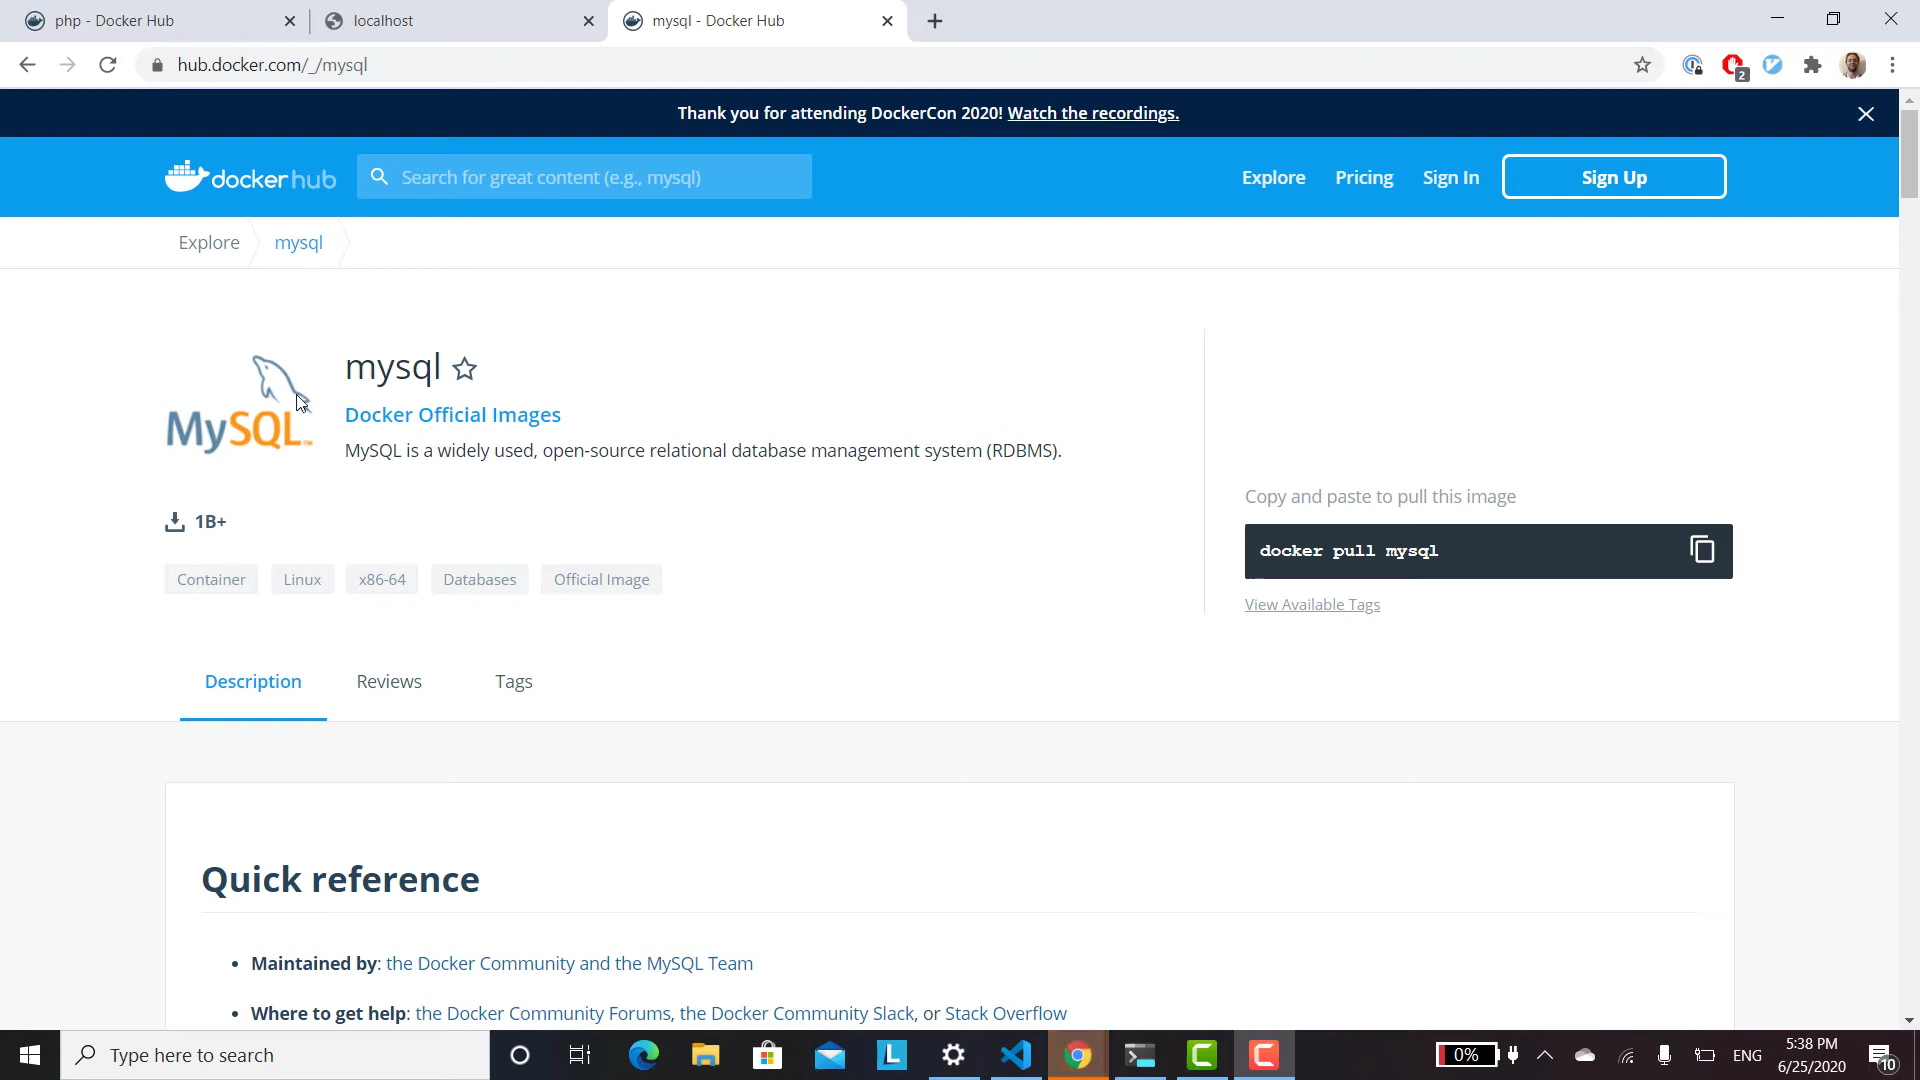 php - Docker Hub
localhost
mysql - Docker Hub
hub.docker.com/_/mysql
2
Thank you for attending DockerCon 2020! Watch the recordings.
docker hub
Search for great content (e.g., mysql)
Explore
Pricing
Sign In
Sign Up
Explore
mysql
MySQL™
mysql
Docker Official Images
MySQL is a widely used, open-source relational database management system (RDBMS).
1B+
Container
Linux
x86-64
Databases
Official Image
Copy and paste to pull this image
docker pull mysql
View Available Tags
Description
Reviews
Tags
Quick reference
• Maintained by: the Docker Community and the MySQL Team
• Where to get help: the Docker Community Forums, the Docker Community Slack, or Stack Overflow
Type here to search
L
C
C
0%
ENG
5:38 PM
6/25/2020
10